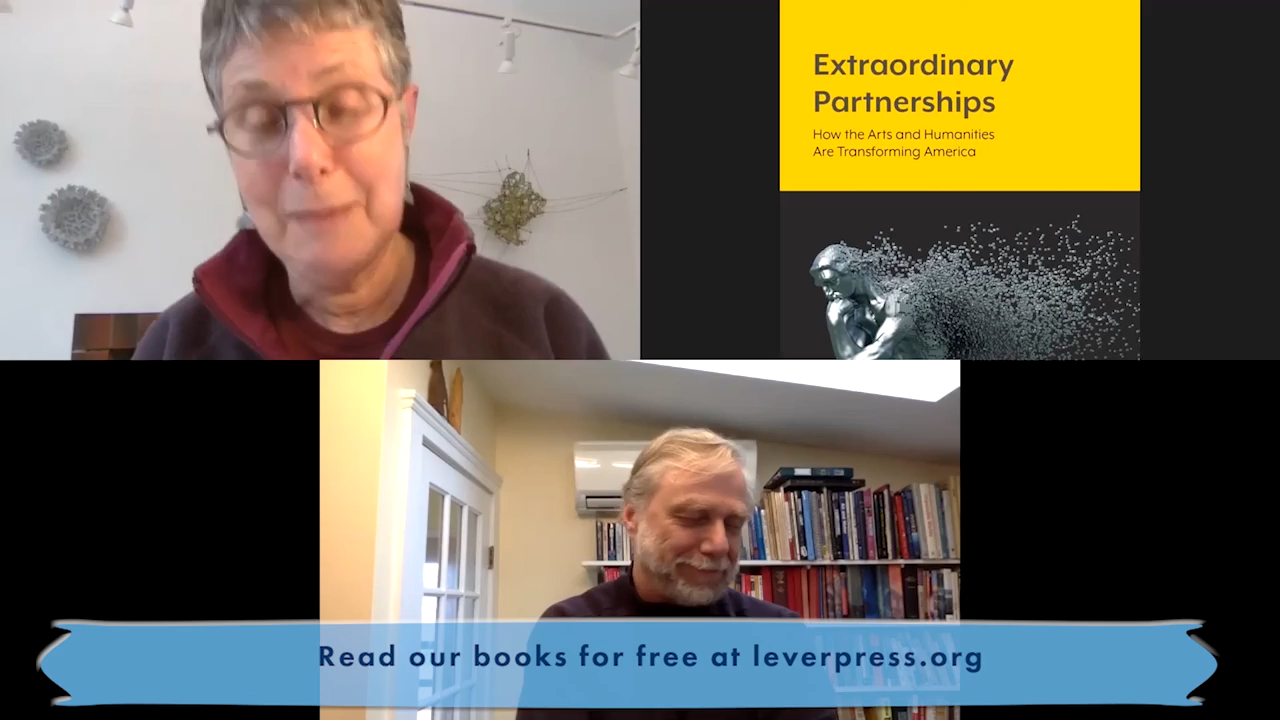 Extraordinary
Partnerships
How the Arts and Humanities
Are Transforming America
Read our books for free at leverpress.org